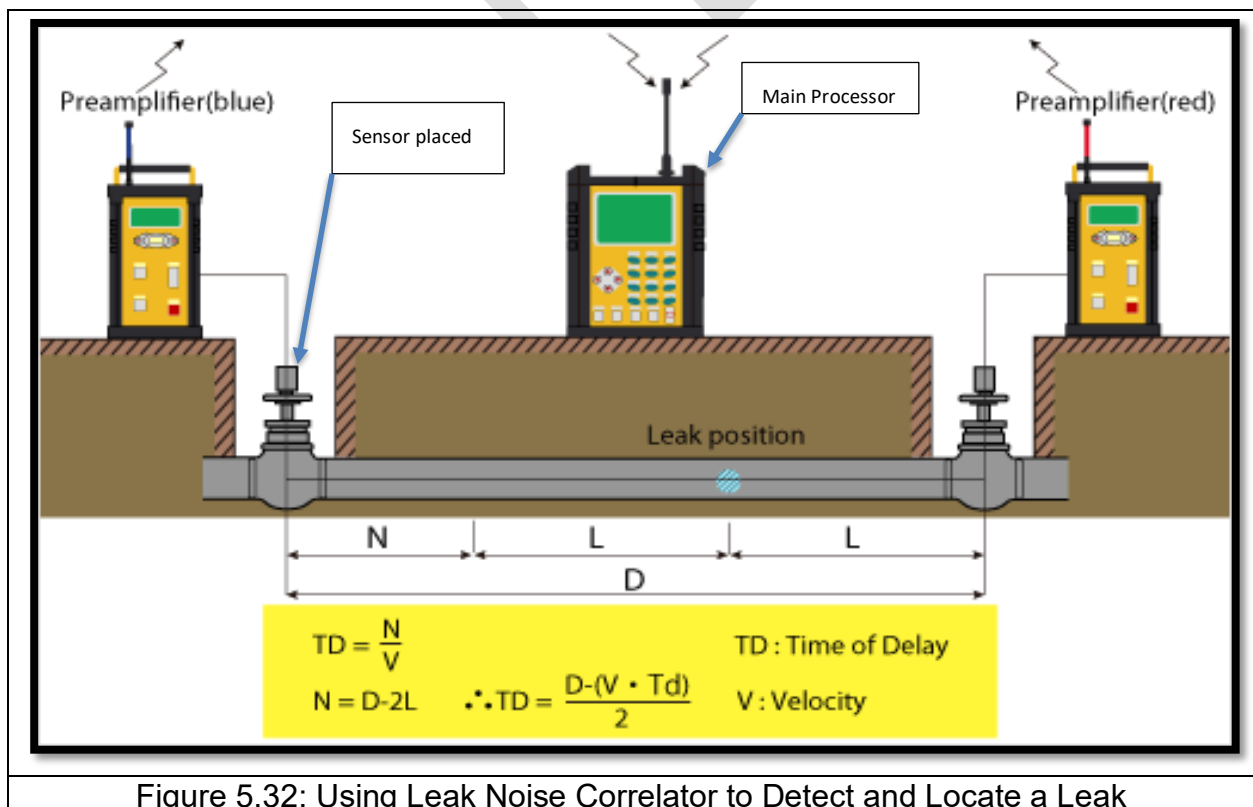 Preamplifier(blue)
Sensor placed
Main Processor
Preamplifier(red)
Leak position
N L L
D
TD = N/V
TD : Time of Delay
N = D-2L ∴TD = D-(V・Td)/2
V : Velocity
Figure 5.32: Using Leak Noise Correlator to Detect and Locate a Leak